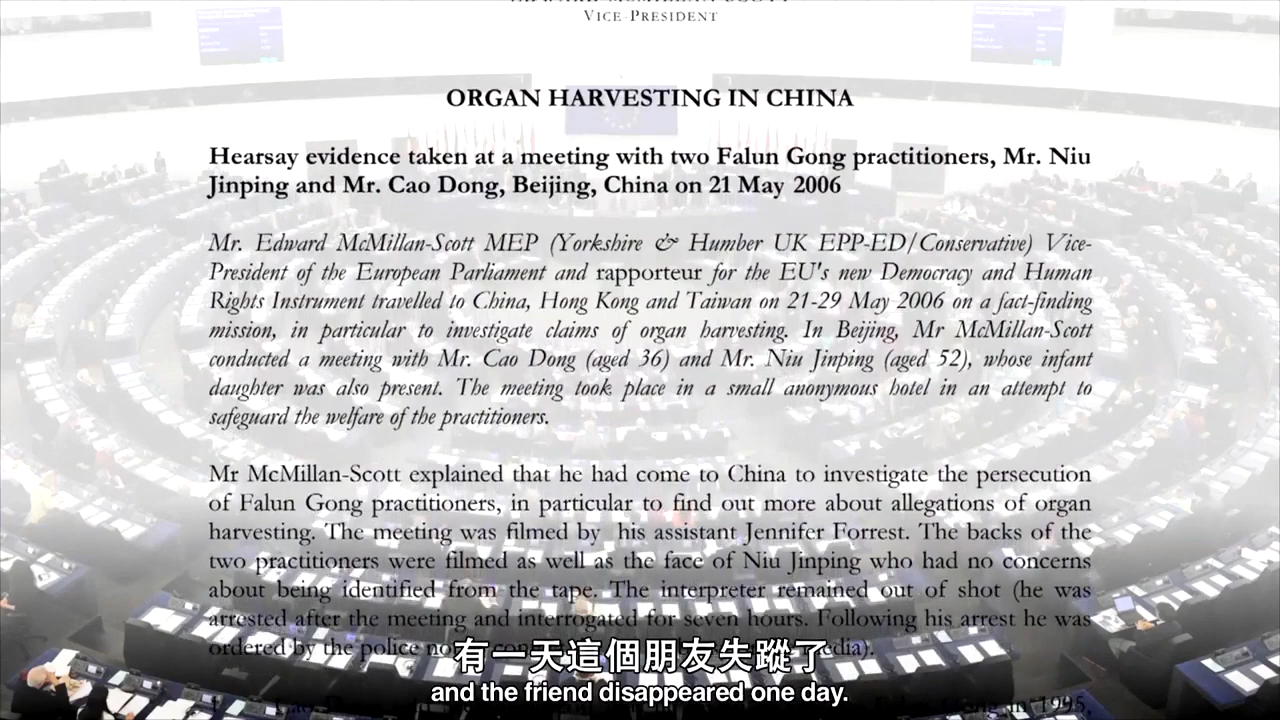 VICE-PRESIDENT
ORGAN HARVESTING IN CHINA
Hearsay evidence taken at a meeting with two Falun Gong practitioners, Mr. Niu
Jinping and Mr. Cao Dong, Beijing, China on 21 May 2006
Mr. Edward McMillan-Scott MEP (Yorkshire & Humber UK EPP-ED/Conservative) Vice-
President of the European Parliament and rapporteur for the EU's new Democracy and Human
Rights Instrument travelled to China, Hong Kong and Taiwan on 21-29 May 2006 on a fact-finding
mission, in particular to investigate claims of organ harvesting. In Beijing, Mr McMillan-Scott
conducted a meeting with Mr. Cao Dong (aged 36) and Mr. Niu Jinping (aged 52), whose infant
daughter was also present. The meeting took place in a small anonymous hotel in an attempt to
safeguard the welfare of the practitioners.
Mr McMillan-Scott explained that he had come to China to investigate the persecution
of Falun Gong practitioners, in particular to find out more about allegations of organ
harvesting. The meeting was filmed by his assistant Jennifer Forrest. The backs of the
two practitioners were filmed as well as the face of Niu Jinping who had no concerns
about being identified from the tape. The interpreter remained out of shot (he was
arrested after the meeting and interrogated for seven hours. Following his arrest he was
ordered by the police
有一天這個朋友失蹤了
and the friend disappeared one day.
in 1995,